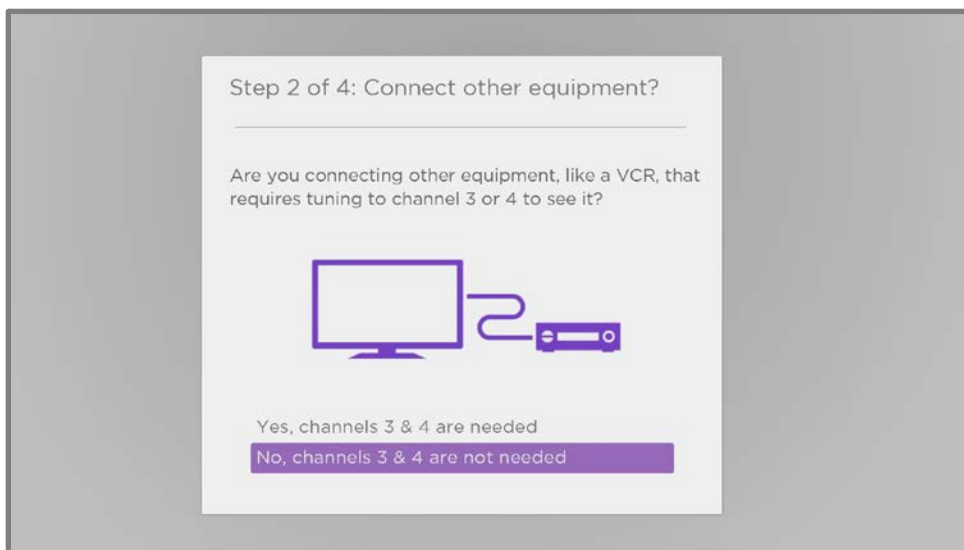 Step 2 of 4: Connect other equipment?
Are you connecting other equipment, like a VCR, that
requires tuning to channel 3 or 4 to see it?
Yes, channels 3 & 4 are needed
No, channels 3 & 4 are not needed